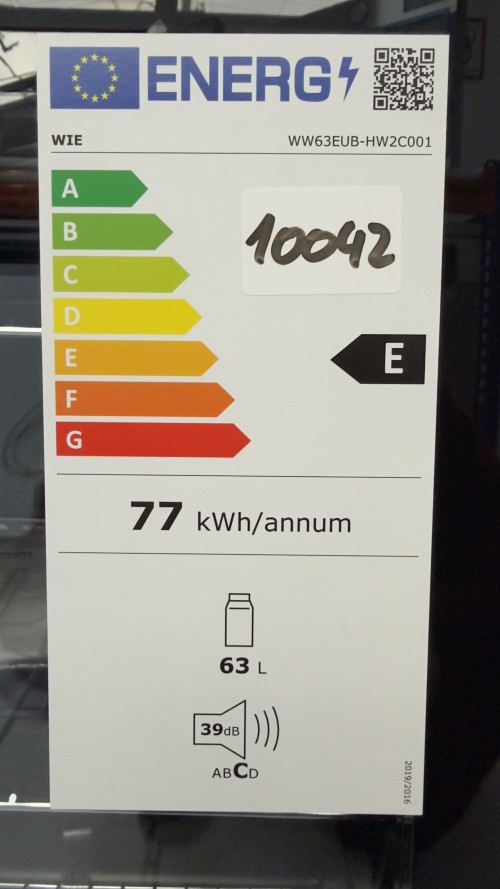 ENERG
WIE WW63EUB-HW2C001
A
10042
B
C
D
E E
F
G
77 kWh/annum
63 L
39dB
ABCD
2019/2016